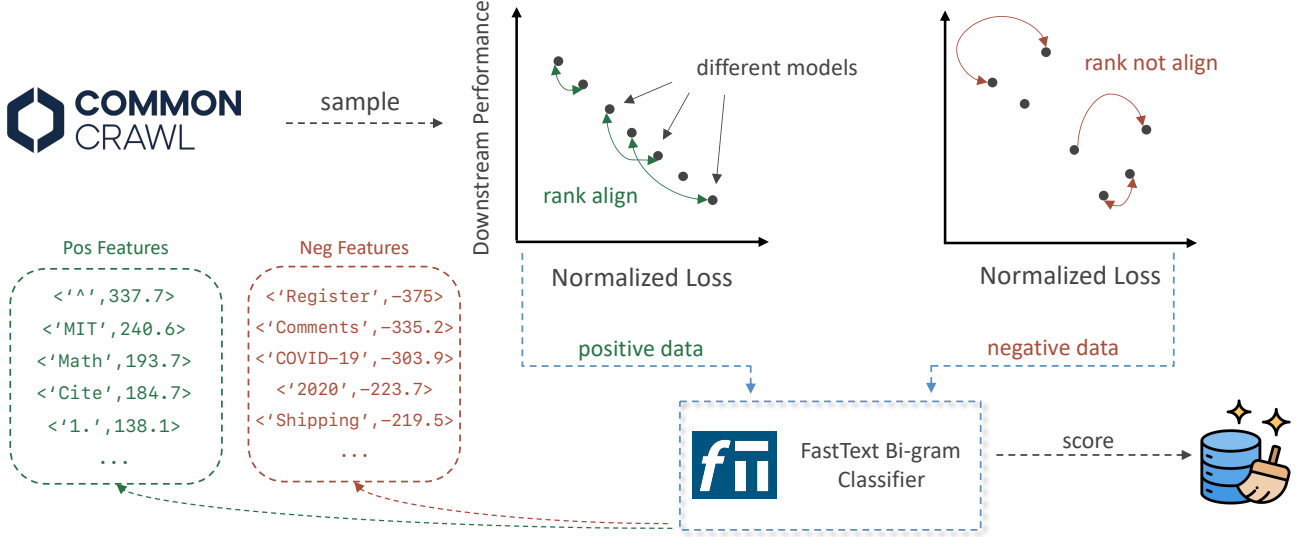 COMMON
CRAWL
sample
Downstream Performance
different models
rank align
Normalized Loss
rank not align
Normalized Loss
Pos Features
<‘^’,337.7>
<‘MIT’,240.6>
<‘Math’,193.7>
<‘Cite’,184.7>
<‘1.’,138.1>
...
Neg Features
<‘Register’,−375>
<‘Comments’,−335.2>
<‘COVID−19’,−303.9>
<‘2020’,−223.7>
<‘Shipping’,−219.5>
...
positive data
negative data
fT
FastText Bi-gram
Classifier
score